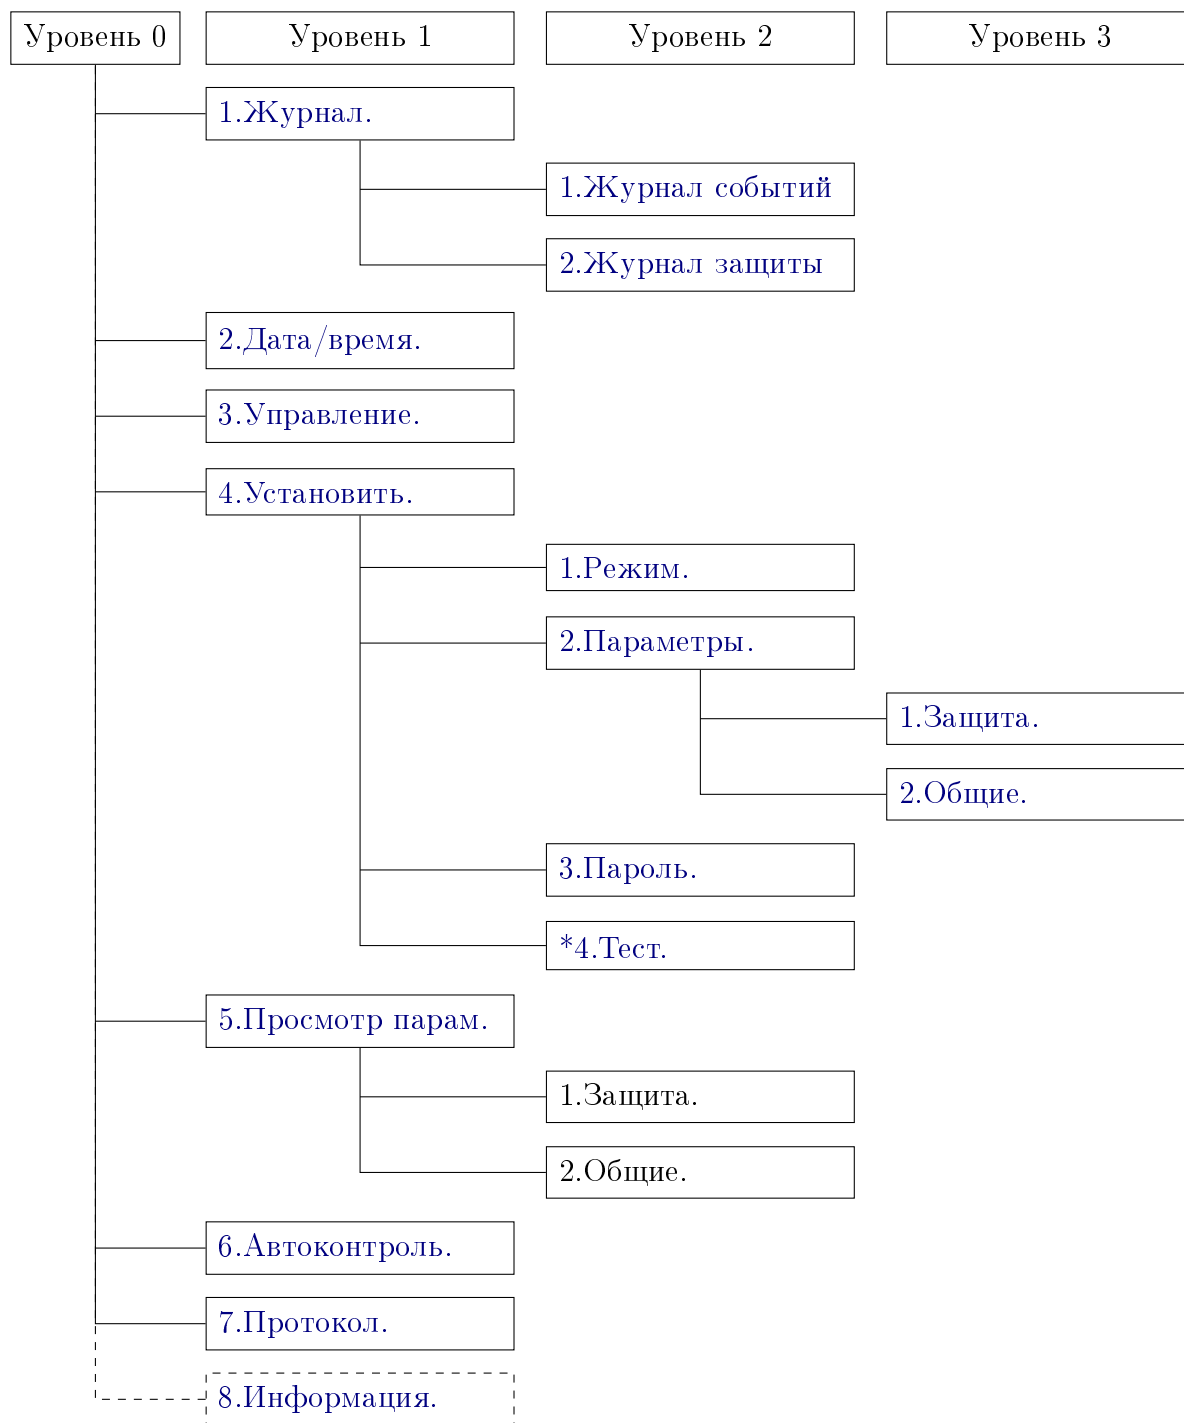 Уровень 0
Уровень 1
Уровень 2
Уровень 3
1.Журнал.
1.Журнал событий
2.Журнал защиты
2.Дата/время.
3.Управление.
4.Установить.
1.Режим.
2.Параметры.
1.Защита.
2.Общие.
3.Пароль.
*4.Тест.
5.Просмотр парам.
1.Защита.
2.Общие.
6.Автоконтроль.
7.Протокол.
8.Информация.